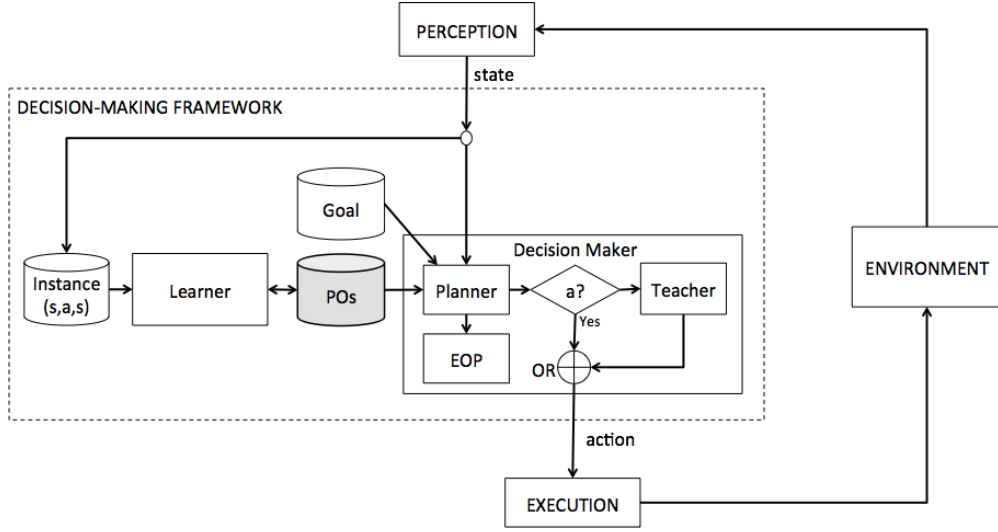 PERCEPTION
state
DECISION-MAKING FRAMEWORK
Goal
Decision Maker
ENVIRONMENT
Instance
(s,a,s)
Learner
POs
Planner
a?
Teacher
Yes
EOP
OR
action
EXECUTION